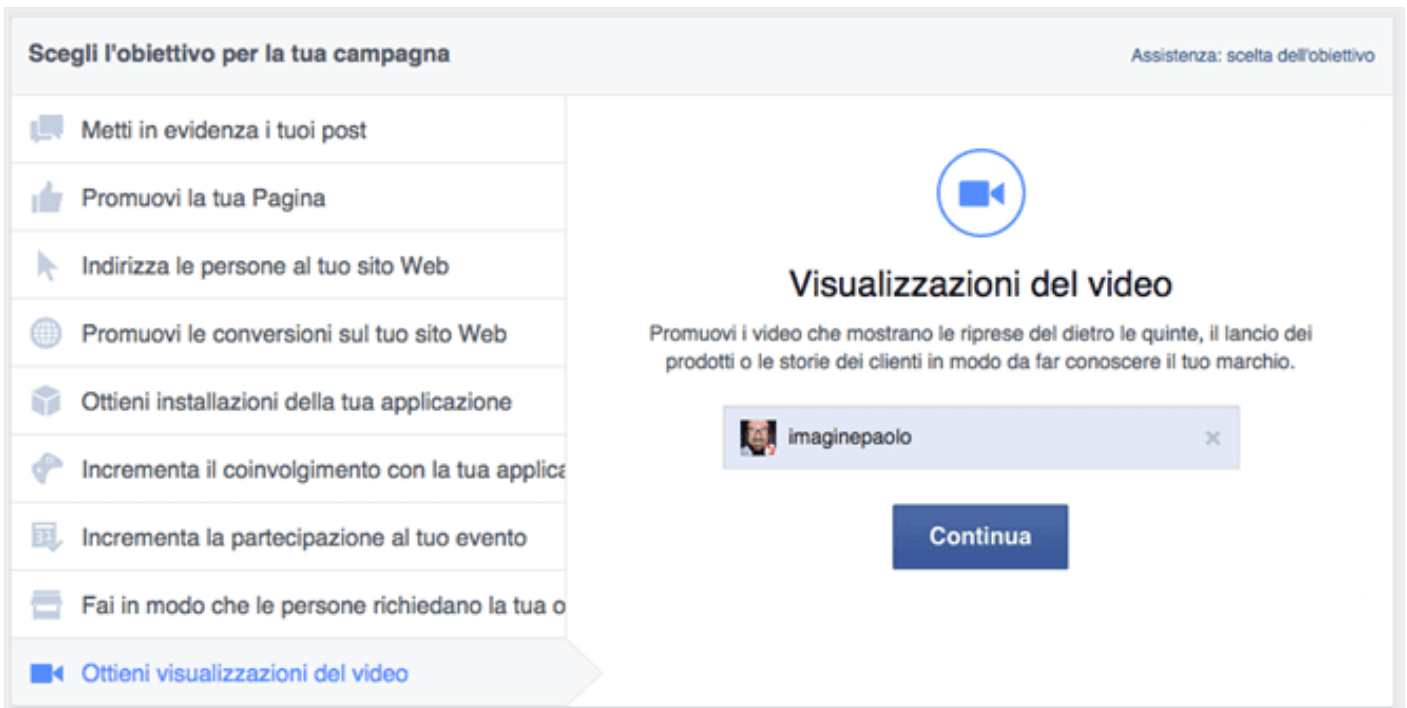 Scegli l'obiettivo per la tua campagna
Assistenza: scelta dell'obiettivo
Metti in evidenza i tuoi post
Promuovi la tua Pagina
Indirizza le persone al tuo sito Web
Promuovi le conversioni sul tuo sito Web
Ottieni installazioni della tua applicazione
Incrementa il coinvolgimento con la tua applica
Incrementa la partecipazione al tuo evento
Fai in modo che le persone richiedano la tua o
Ottieni visualizzazioni del video
Visualizzazioni del video
Promuovi i video che mostrano le riprese del dietro le quinte, il lancio dei
prodotti o le storie dei clienti in modo da far conoscere il tuo marchio.
imaginepaolo
Continua